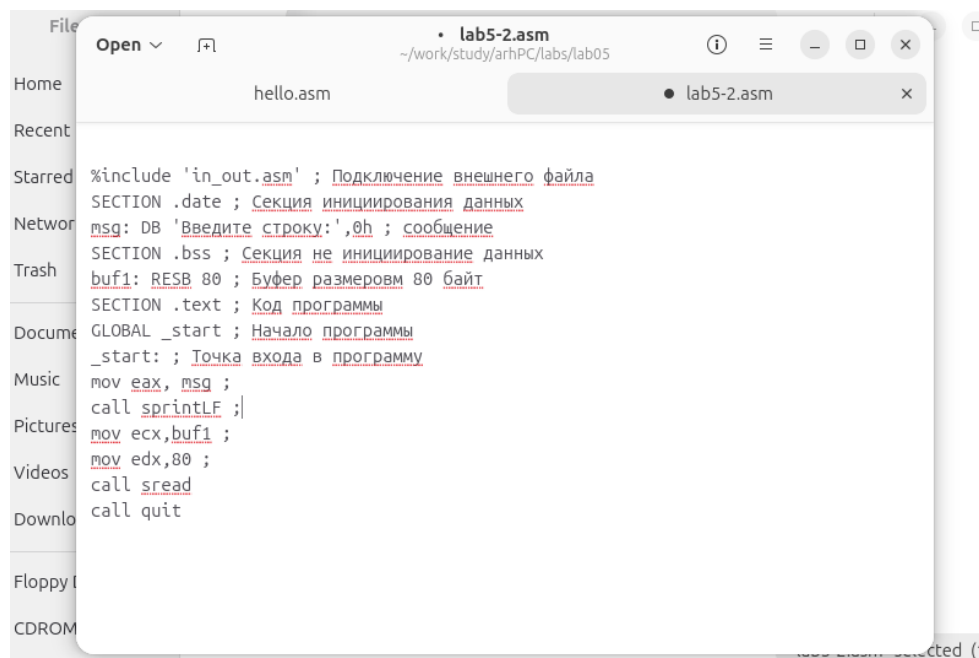 File
Open
• lab5-2.asm
~/work/study/arhPC/labs/lab05
hello.asm
● lab5-2.asm
Home
Recent
Starred
Networ
Trash
Docume
Music
Pictures
Videos
Downlo
Floppy D
CDROM
%include 'in_out.asm' ; Подключение внешнего файла
SECTION .date ; Секция инициирования данных
msg: DB 'Введите строку:',0h ; сообщение
SECTION .bss ; Секция не инициирование данных
buf1: RESB 80 ; Буфер размеровм 80 байт
SECTION .text ; Код программы
GLOBAL _start ; Начало программы
_start: ; Точка входа в программу
mov eax, msg ;
call sprintLF ;
mov ecx,buf1 ;
mov edx,80 ;
call sread
call quit